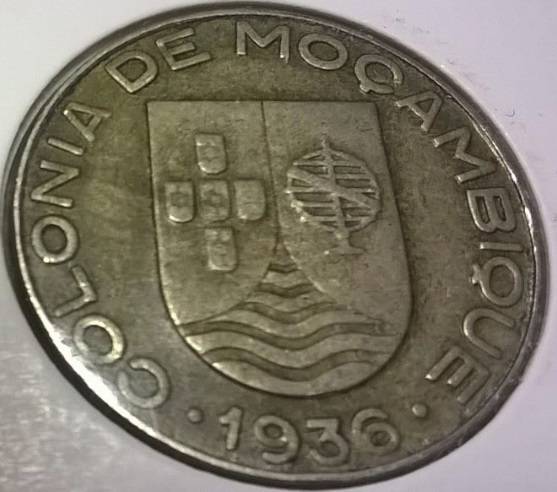 COLONIA DE MOÇAMBIQUE
· 1936 ·